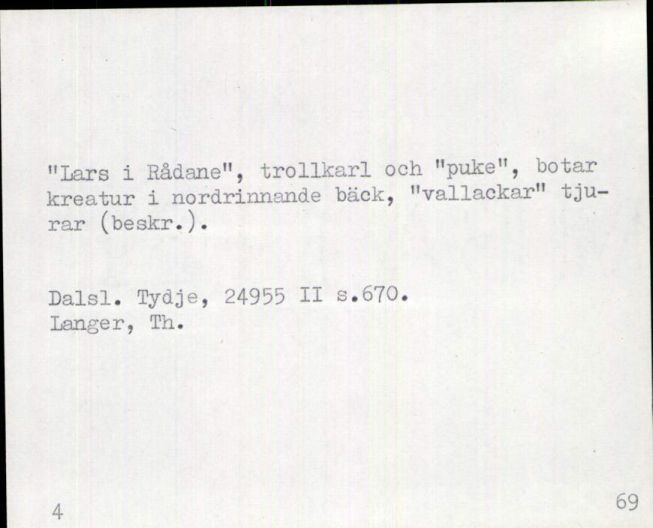 "Lars i Rådane", trollkarl och "puke", botar
kreatur i nordrinnande bäck, "vallackar" tju-
rar (beskr.).
Dalsl. Tydje, 24955 II s.670.
Langer, Th.
4
69